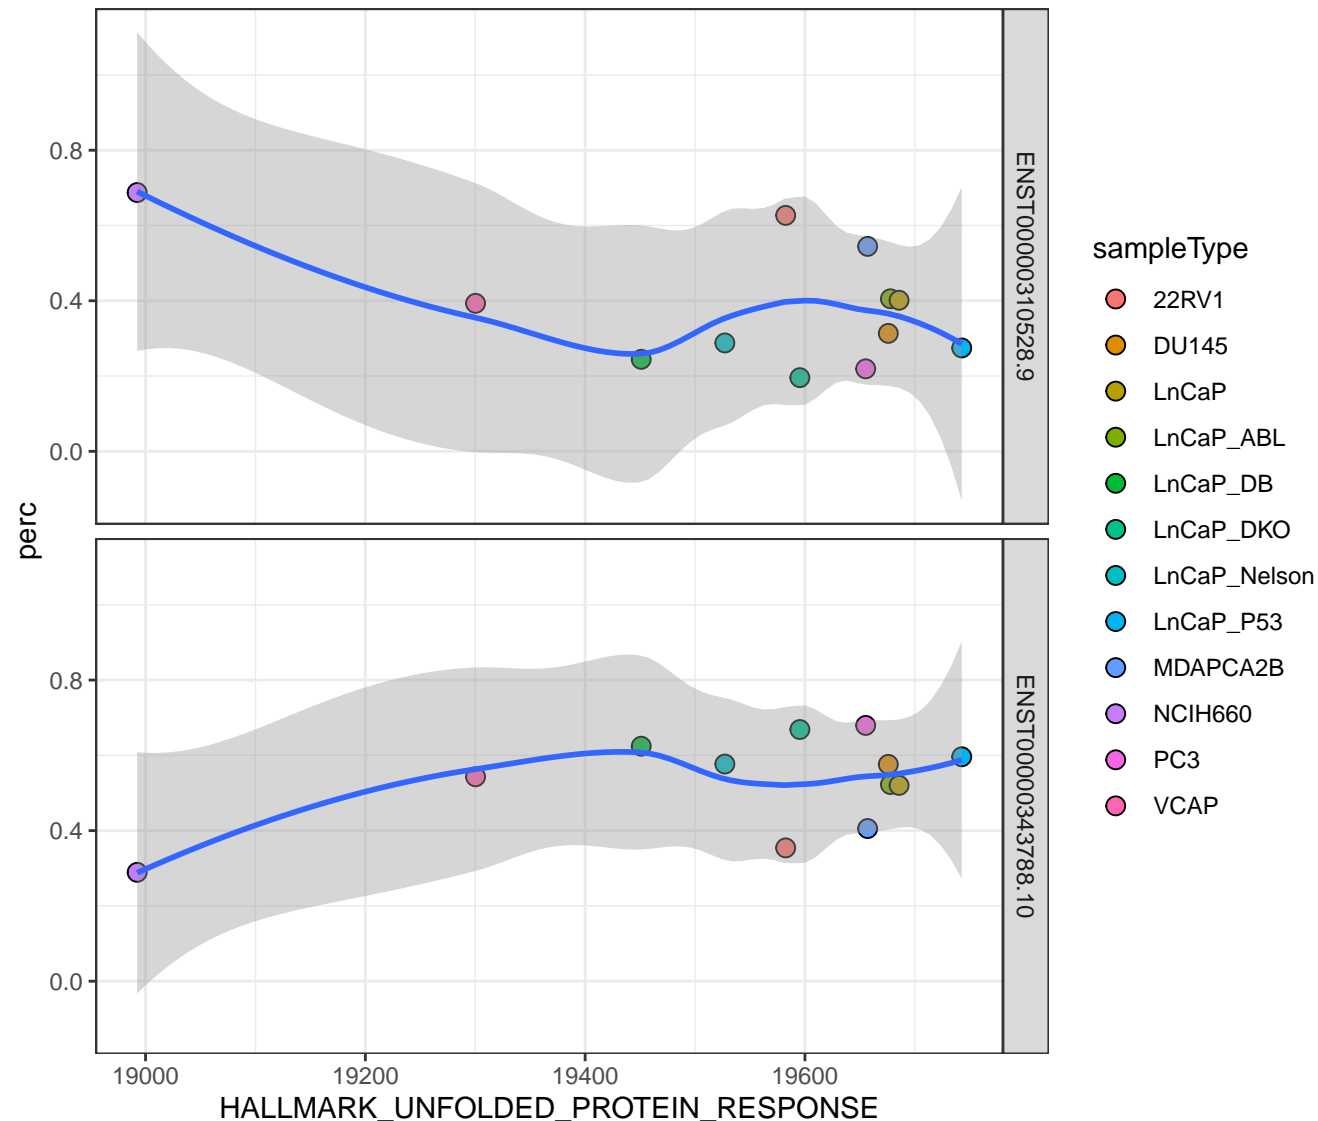 perc
0.8
0.4
0.0
ENST00000310528.9
0.8
0.4
0.0
ENST00000343788.10
19000
19200
19400
19600
HALLMARK_UNFOLDED_PROTEIN_RESPONSE
sampleType
22RV1
DU145
LnCaP
LnCaP_ABL
LnCaP_DB
LnCaP_DKO
LnCaP_Nelson
LnCaP_P53
MDAPCA2B
NCIH660
PC3
VCAP